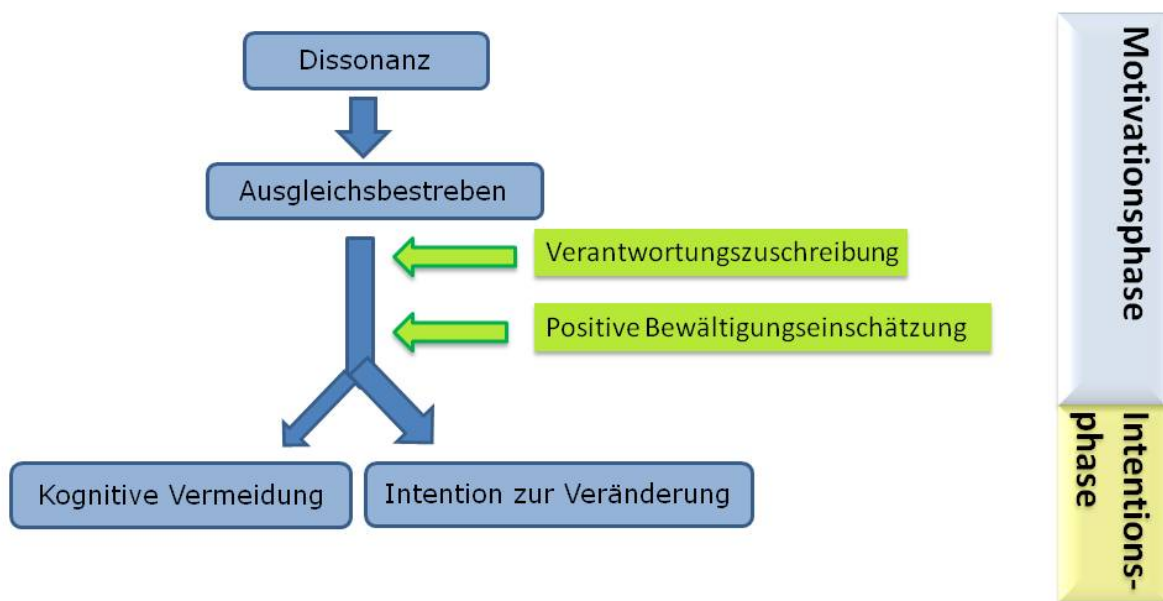 Dissonanz
Ausgleichsbestreben
Verantwortungszuschreibung
Positive Bewältigungseinschätzung
Kognitive Vermeidung
Intention zur Veränderung
Motivationsphase
Intentions-
phase